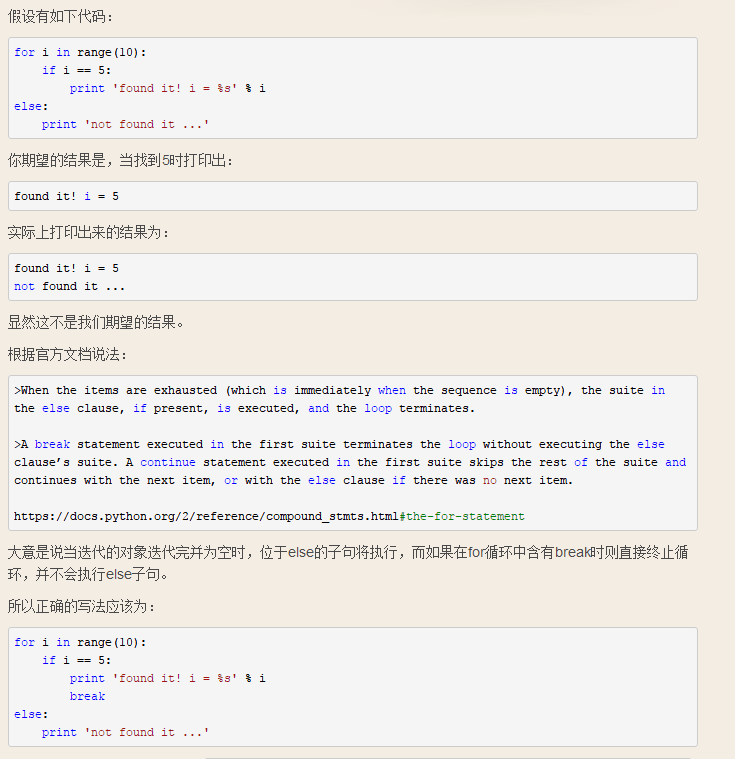 假设有如下代码：
for i in range(10):
    if i == 5:
        print 'found it! i = %s' % i
else:
    print 'not found it ...'
你期望的结果是，当找到5时打印出：
found it! i = 5
实际上打印出来的结果为：
found it! i = 5
not found it ...
显然这不是我们期望的结果。
根据官方文档说法：
>When the items are exhausted (which is immediately when the sequence is empty), the suite in
the else clause, if present, is executed, and the loop terminates.
>A break statement executed in the first suite terminates the loop without executing the else
clause’s suite. A continue statement executed in the first suite skips the rest of the suite and
continues with the next item, or with the else clause if there was no next item.
https://docs.python.org/2/reference/compound_stmts.html#the-for-statement
大意是说当迭代的对象迭代完并为空时，位于else的子句将执行，而如果在for循环中含有break时则直接终止循
环，并不会执行else子句。
所以正确的写法应该为：
for i in range(10):
    if i == 5:
        print 'found it! i = %s' % i
        break
else:
    print 'not found it ...'